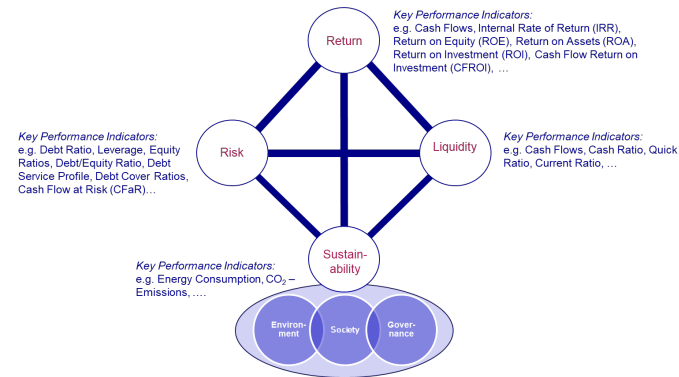 Key Performance Indicators:
e.g. Cash Flows, Internal Rate of Return (IRR),
Return on Equity (ROE), Return on Assets (ROA),
Return on Investment (ROI), Cash Flow Return on
Investment (CFROI), …
Return
Key Performance Indicators:
e.g. Debt Ratio, Leverage, Equity
Ratios, Debt/Equity Ratio, Debt
Service Profile, Debt Cover Ratios,
Cash Flow at Risk (CFaR)…
Risk
Liquidity
Key Performance Indicators:
e.g. Cash Flows, Cash Ratio, Quick
Ratio, Current Ratio, …
Sustain-
ability
Key Performance Indicators:
e.g. Energy Consumption, CO₂ –
Emissions, ….
Environ-
ment
Society
Gover-
nance